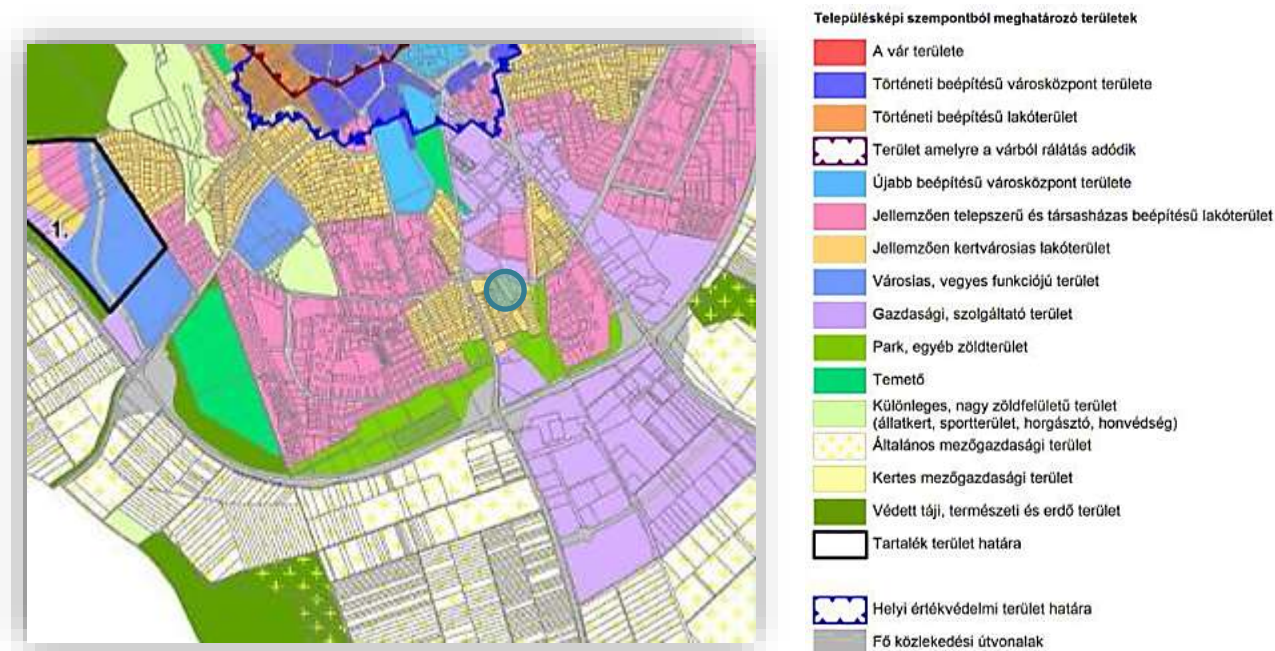 Településképi szempontból meghatározó területek
A vár területe
Történeti beépítésű városközpont területe
Történeti beépítésű lakóterület
Terület amelyre a várból rálátás adódik
Újabb beépítésű városközpont területe
Jellemzően telepszerű és társasházas beépítésű lakóterület
Jellemzően kertvárosias lakóterület
Városias, vegyes funkciójú terület
Gazdasági, szolgáltató terület
Park, egyéb zöldterület
Temető
Különleges, nagy zöldfelületű terület
(állatkert, sportterület, horgásztó, honvédség)
Általános mezőgazdasági terület
Kertes mezőgazdasági terület
Védett táji, természeti és erdő terület
Tartalék terület határa
Helyi értékvédelmi terület határa
Fő közlekedési útvonalak
1.